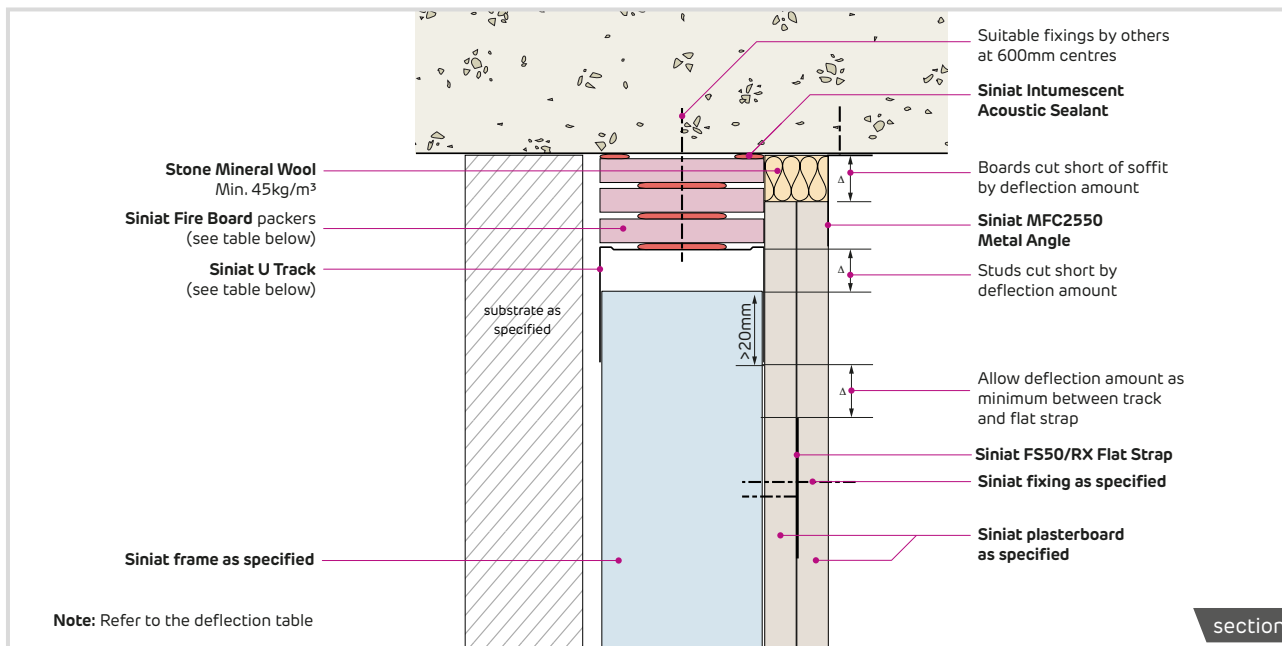 Suitable fixings by others
at 600mm centres
Siniat Intumescent
Acoustic Sealant
Stone Mineral Wool
Min. 45kg/m³
Boards cut short of soffit
by deflection amount
Δ
Siniat Fire Board packers
(see table below)
Siniat MFC2550
Metal Angle
Siniat U Track
(see table below)
Studs cut short by
deflection amount
Δ
substrate as
specified
>20mm
Allow deflection amount as
minimum between track
and flat strap
Δ
Siniat FS50/RX Flat Strap
Siniat fixing as specified
Siniat plasterboard
as specified
Siniat frame as specified
Note: Refer to the deflection table
section